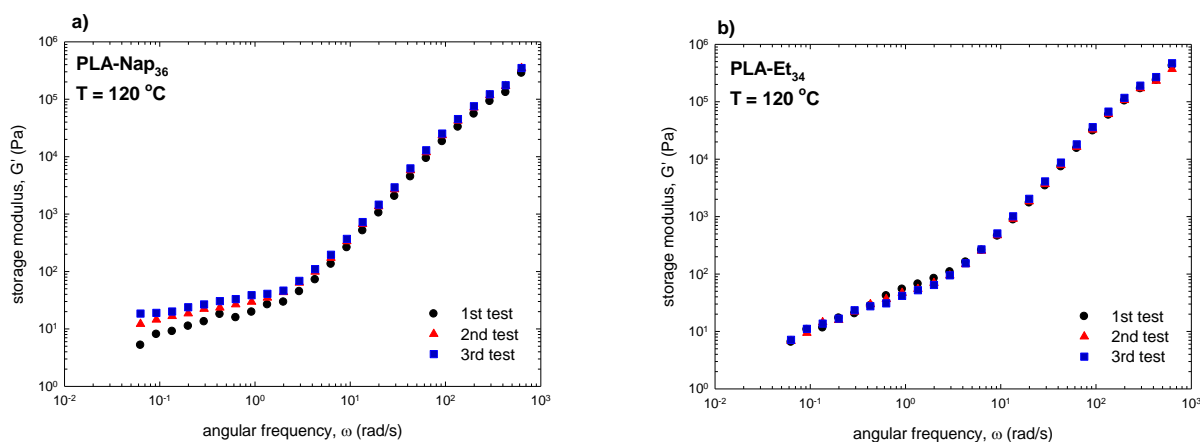 a)
PLA-Nap36
T = 120 °C
storage modulus, G' (Pa)
10^6
10^5
10^4
10^3
10^2
10^1
10^0
1st test
2nd test
3rd test
10^-2 10^-1 10^0 10^1 10^2 10^3
angular frequency, ω (rad/s)
b)
PLA-Et34
T = 120 °C
storage modulus, G' (Pa)
10^6
10^5
10^4
10^3
10^2
10^1
10^0
1st test
2nd test
3rd test
10^-2 10^-1 10^0 10^1 10^2 10^3
angular frequency, ω (rad/s)